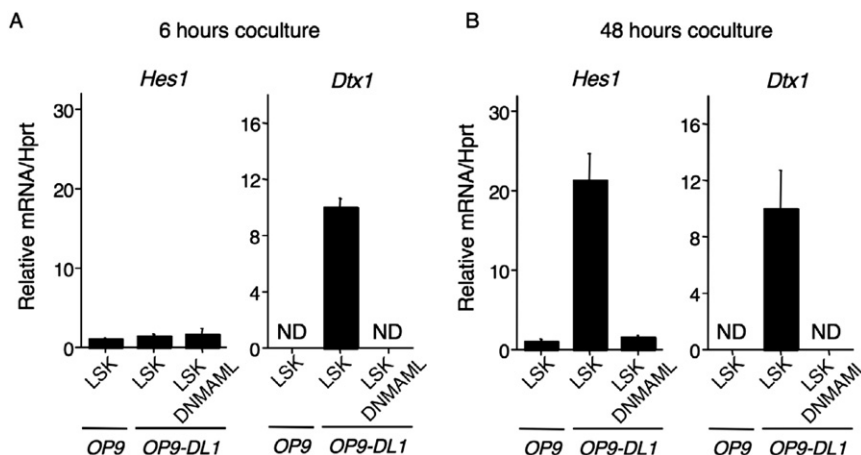 A
6 hours coculture
Hes1
Dtx1
Relative mRNA/Hprt
30
20
10
0
16
12
8
4
0
ND
ND
LSK
LSK
LSK
DNMAML
LSK
LSK
LSK
DNMAML
OP9
OP9-DL1
OP9
OP9-DL1
B
48 hours coculture
Hes1
Dtx1
Relative mRNA/Hprt
30
20
10
0
16
12
8
4
0
ND
ND
LSK
LSK
LSK
DNMAML
LSK
LSK
LSK
DNMAML
OP9
OP9-DL1
OP9
OP9-DL1